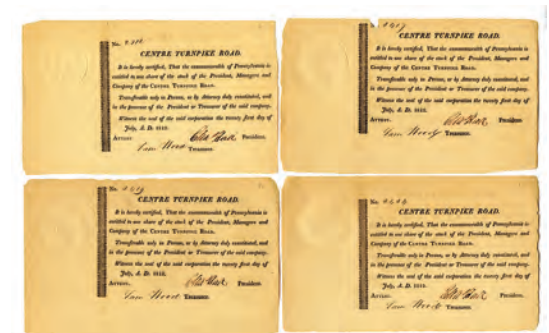 No.
CENTRE TURNPIKE ROAD.
It is hereby certified, That the commonwealth of Pennsylvania is
entitled to one share of the stock of the President, Managers and
Company of the CENTRE TURNPIKE ROAD.
Transferable only in Person, or by Attorney duly constituted, and
in the presence of the President or Treasurer of the said company.
Witness the seal of the said corporation the twenty first day of
July, A. D.
ATTEST. President.
Treasurer.
No.
CENTRE TURNPIKE ROAD.
It is hereby certified, That the commonwealth of Pennsylvania is
entitled to one share of the stock of the President, Managers and
Company of the CENTRE TURNPIKE ROAD.
Transferable only in Person, or by Attorney duly constituted, and
in the presence of the President or Treasurer of the said company.
Witness the seal of the said corporation the twenty first day of
July, A. D.
ATTEST. President.
Treasurer.
No.
CENTRE TURNPIKE ROAD.
It is hereby certified, That the commonwealth of Pennsylvania is
entitled to one share of the stock of the President, Managers and
Company of the CENTRE TURNPIKE ROAD.
Transferable only in Person, or by Attorney duly constituted, and
in the presence of the President or Treasurer of the said company.
Witness the seal of the said corporation the twenty first day of
July, A. D.
ATTEST. President.
Treasurer.
No.
CENTRE TURNPIKE ROAD.
It is hereby certified, That the commonwealth of Pennsylvania is
entitled to one share of the stock of the President, Managers and
Company of the CENTRE TURNPIKE ROAD.
Transferable only in Person, or by Attorney duly constituted, and
in the presence of the President or Treasurer of the said company.
Witness the seal of the said corporation the twenty first day of
July, A. D.
ATTEST. President.
Treasurer.